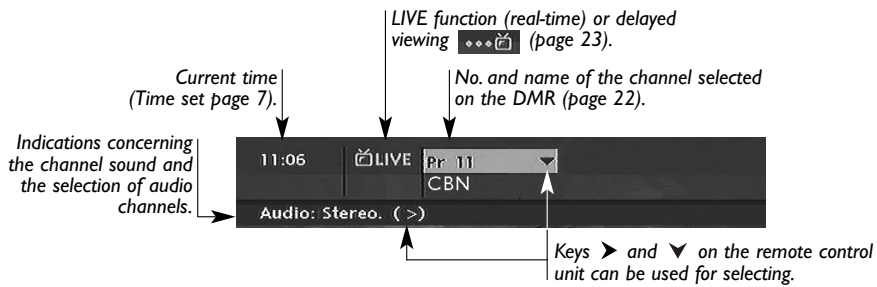 LIVE function (real-time) or delayed
viewing (page 23).
Current time
(Time set page 7).
No. and name of the channel selected
on the DMR (page 22).
Indications concerning
the channel sound and
the selection of audio
channels.
11:06 LIVE Pr 11
CBN
Audio: Stereo. ( >)
Keys ➤ and ⮟ on the remote control
unit can be used for selecting.